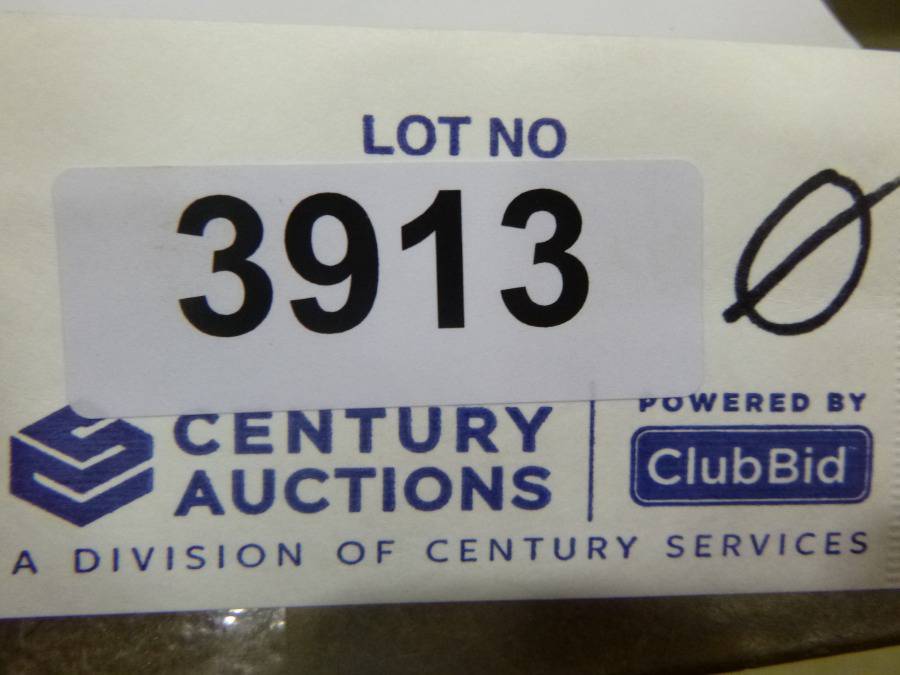 LOT NO
3913
Ø
CENTURY
AUCTIONS
POWERED BY
ClubBid
A DIVISION OF CENTURY SERVICES